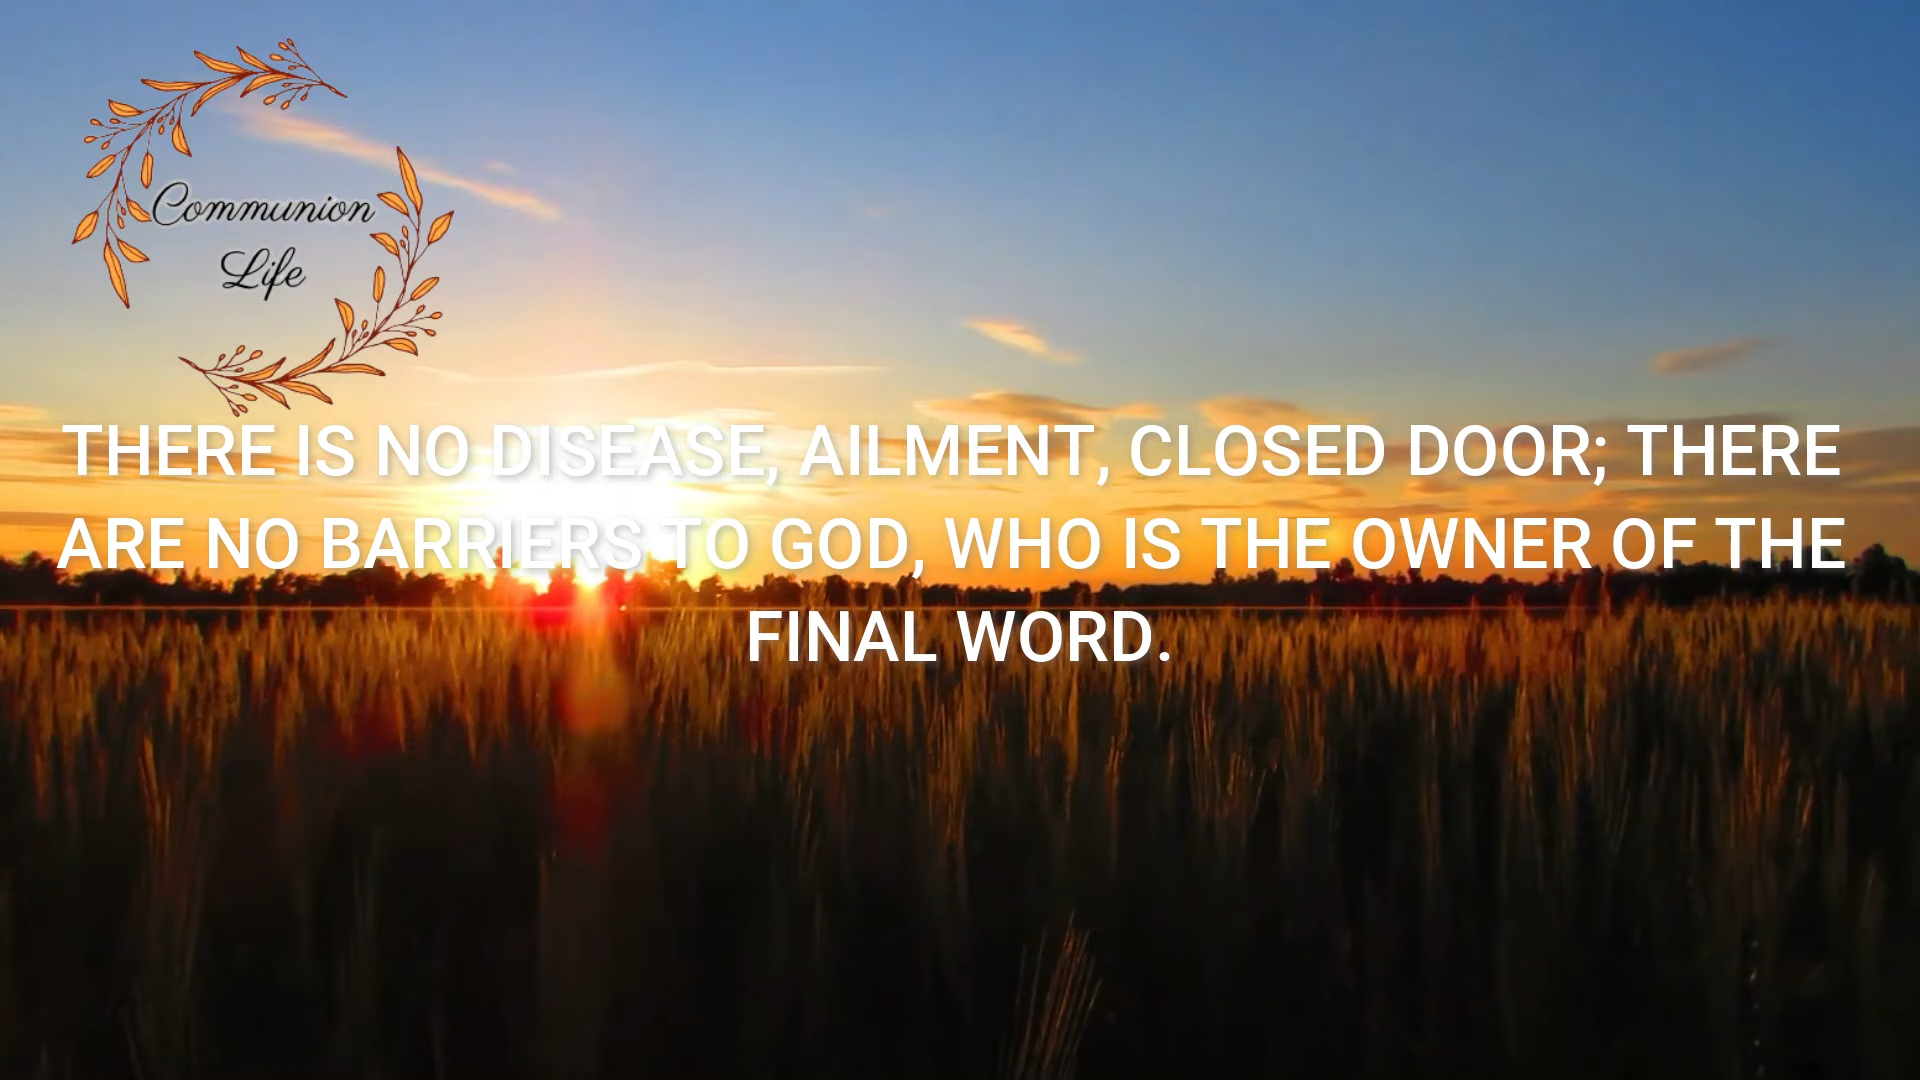 Communion
Life
THERE IS NO DISEASE, AILMENT, CLOSED DOOR; THERE
ARE NO BARRIERS TO GOD, WHO IS THE OWNER OF THE
FINAL WORD.